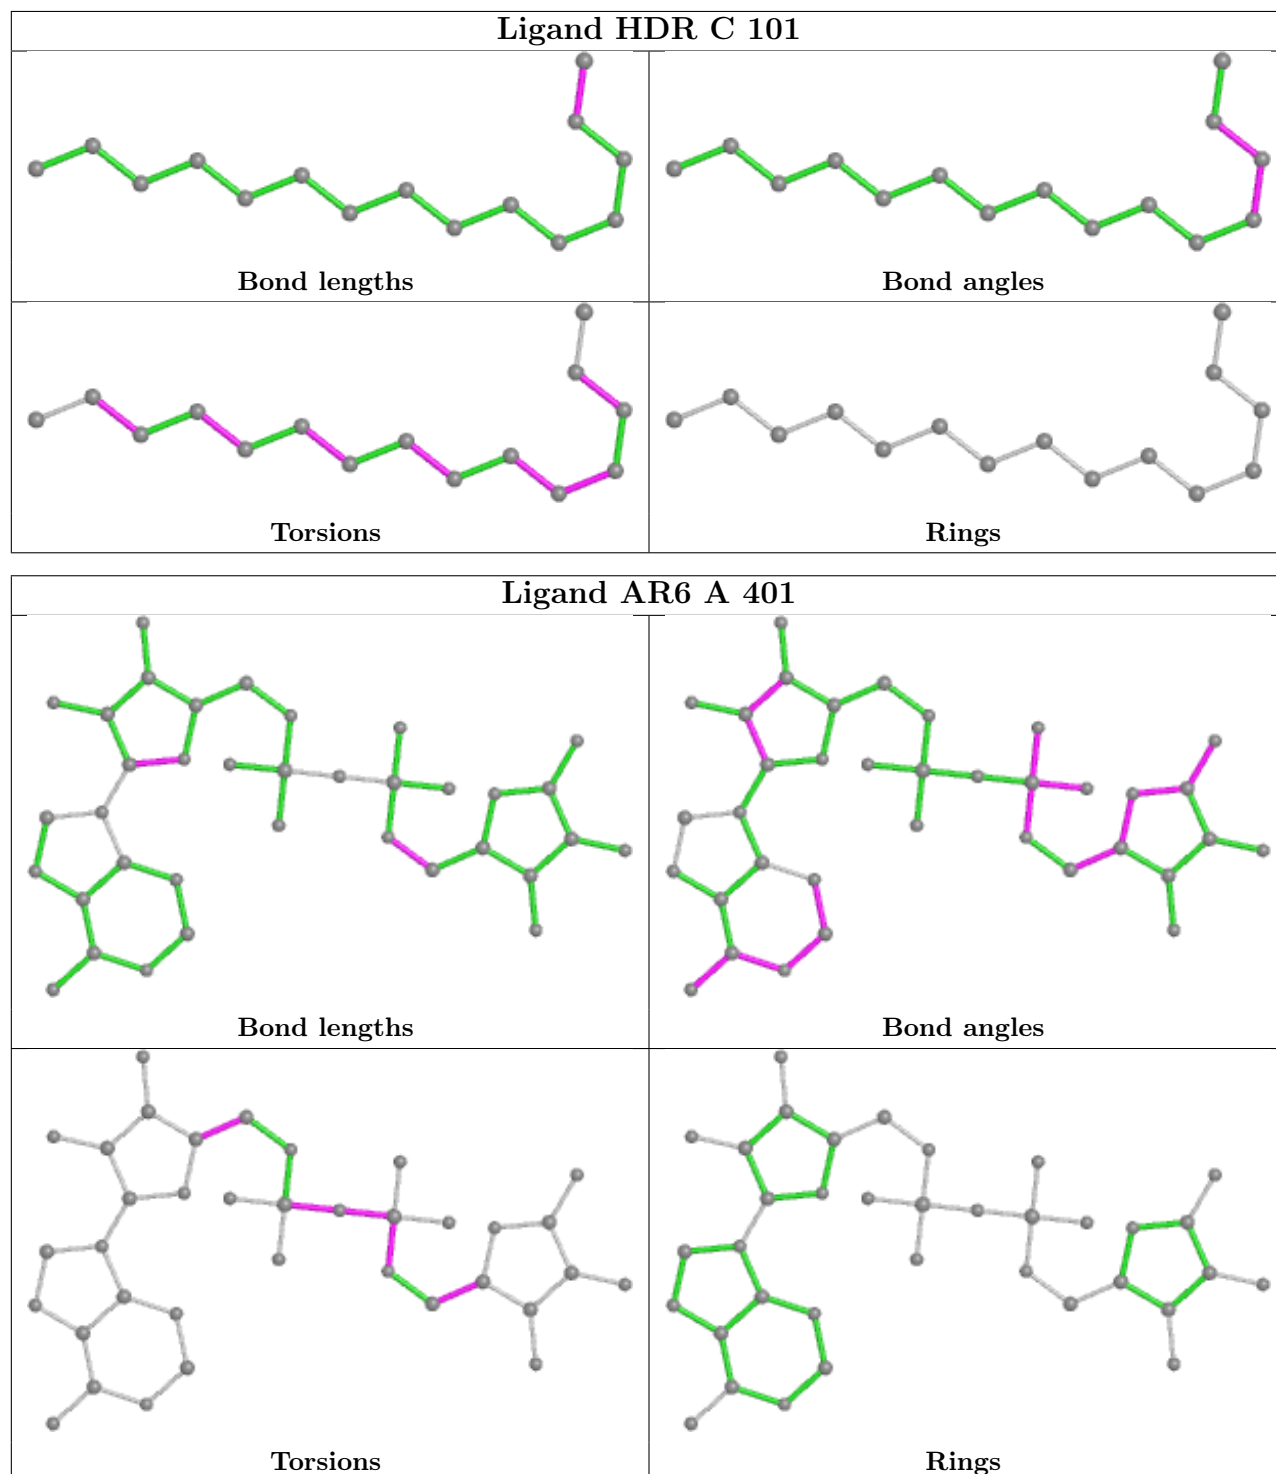 Ligand HDR C 101
Bond lengths
Bond angles
Torsions
Rings
Ligand AR6 A 401
Bond lengths
Bond angles
Torsions
Rings